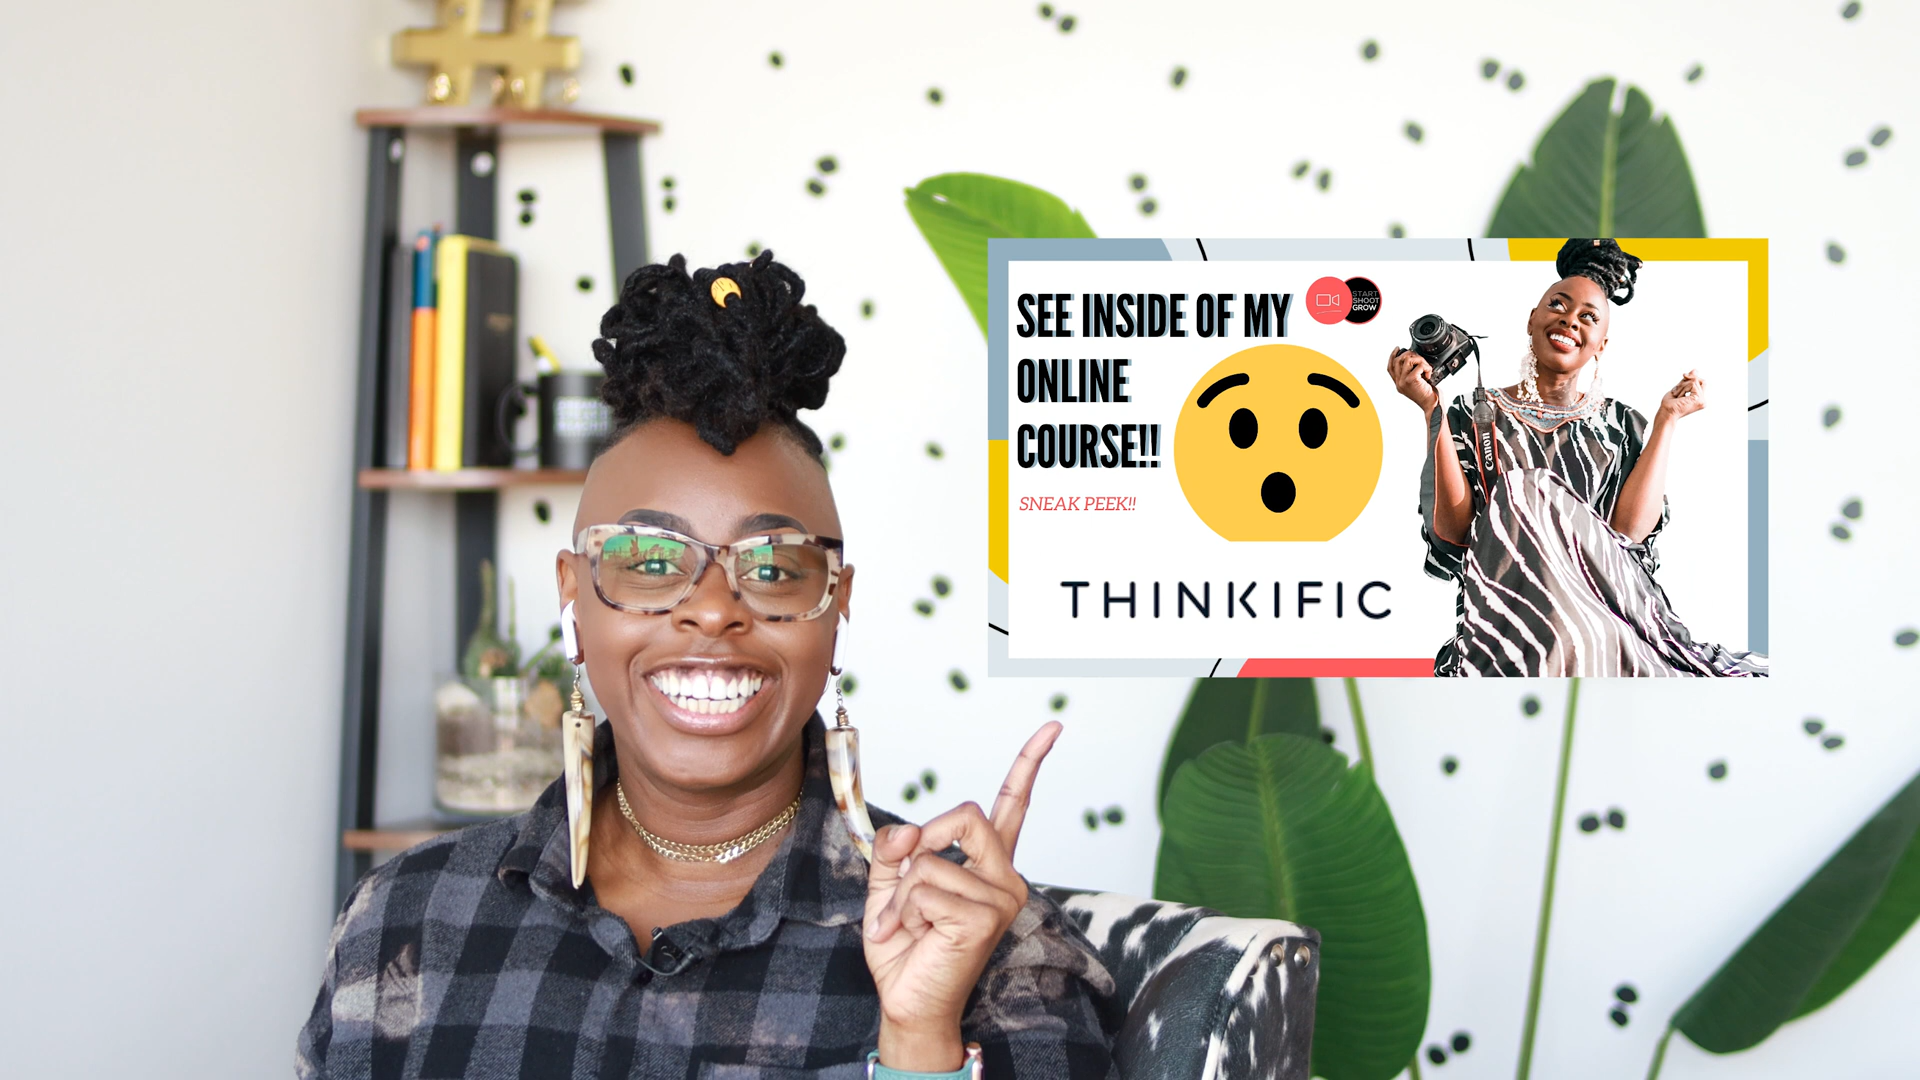 SEE INSIDE OF MY
ONLINE
COURSE!!
SNEAK PEEK!!
START
SHOOT
GROW
THINKIFIC
Canon